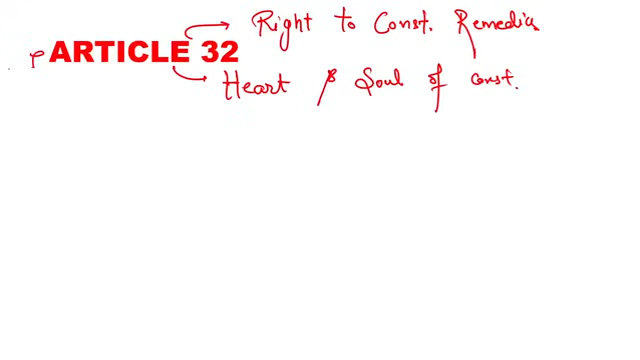 Right to Const. Remedies
ARTICLE 32
Heart & Soul of Const.